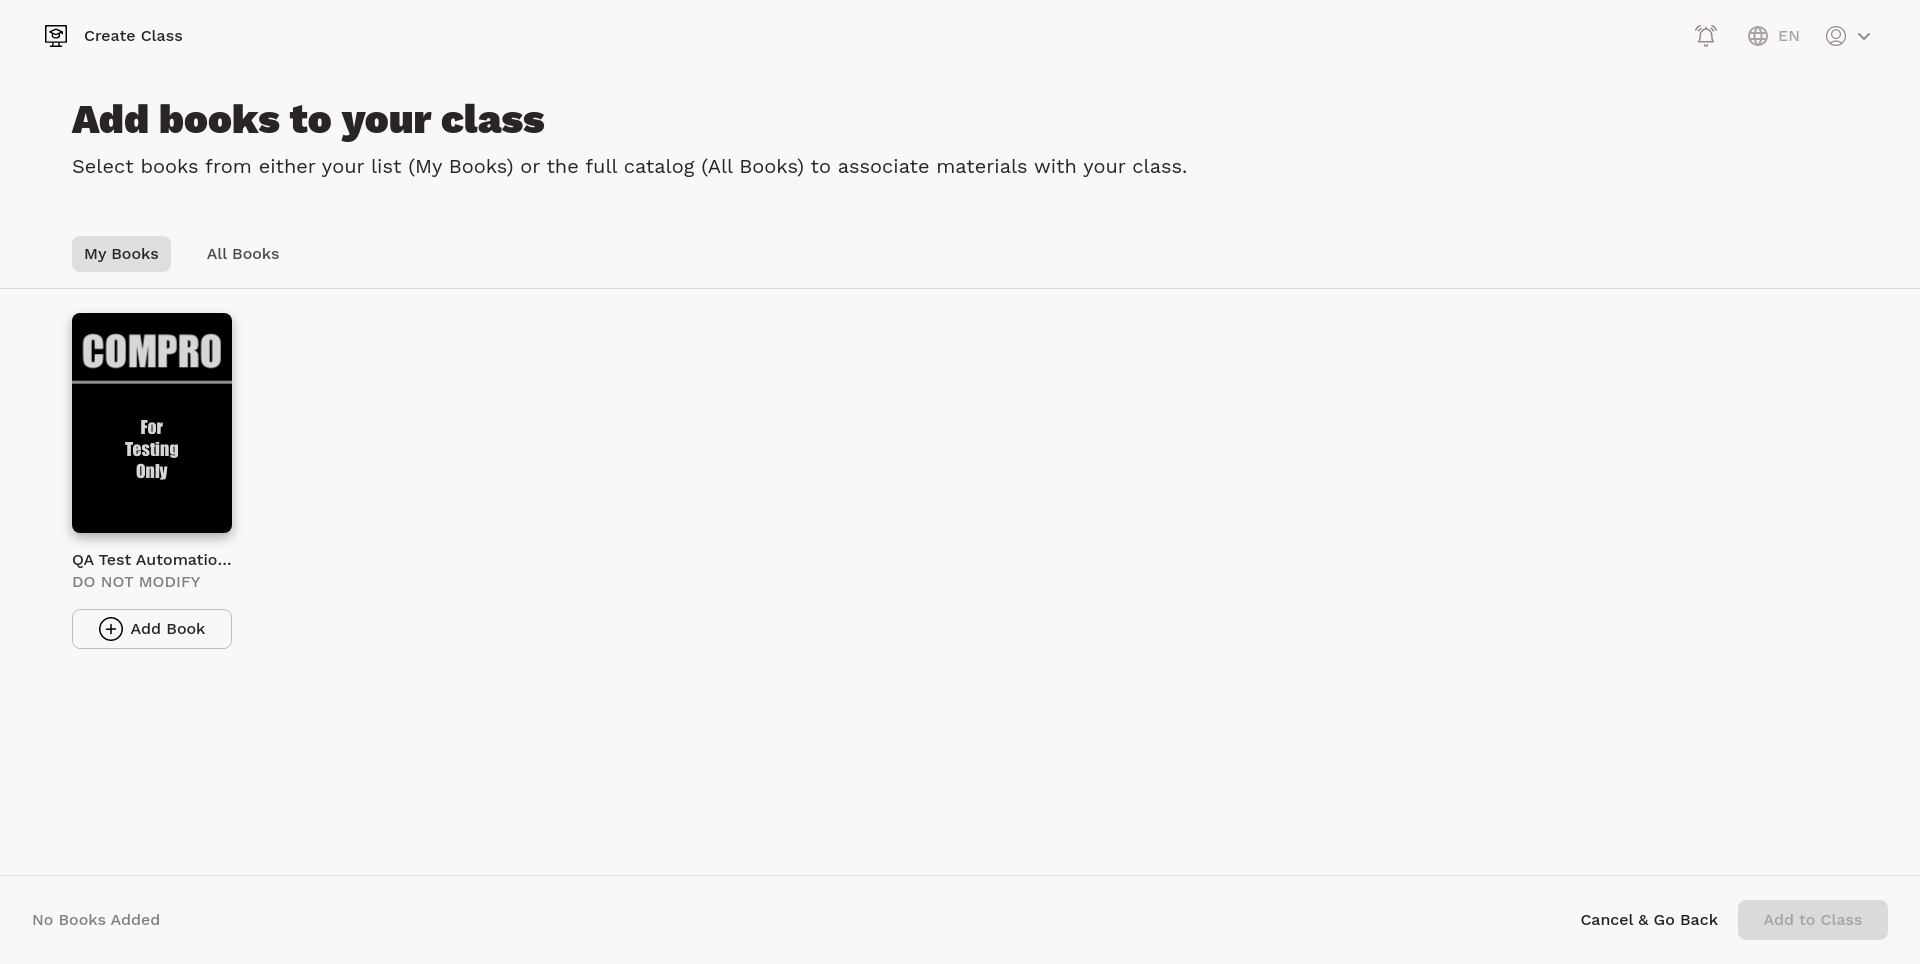 Create Class
EN
Add books to your class
Select books from either your list (My Books) or the full catalog (All Books) to associate materials with your class.
My Books
All Books
COMPRO
For
Testing
Only
QA Test Automatio...
DO NOT MODIFY
Add Book
No Books Added
Cancel & Go Back
Add to Class